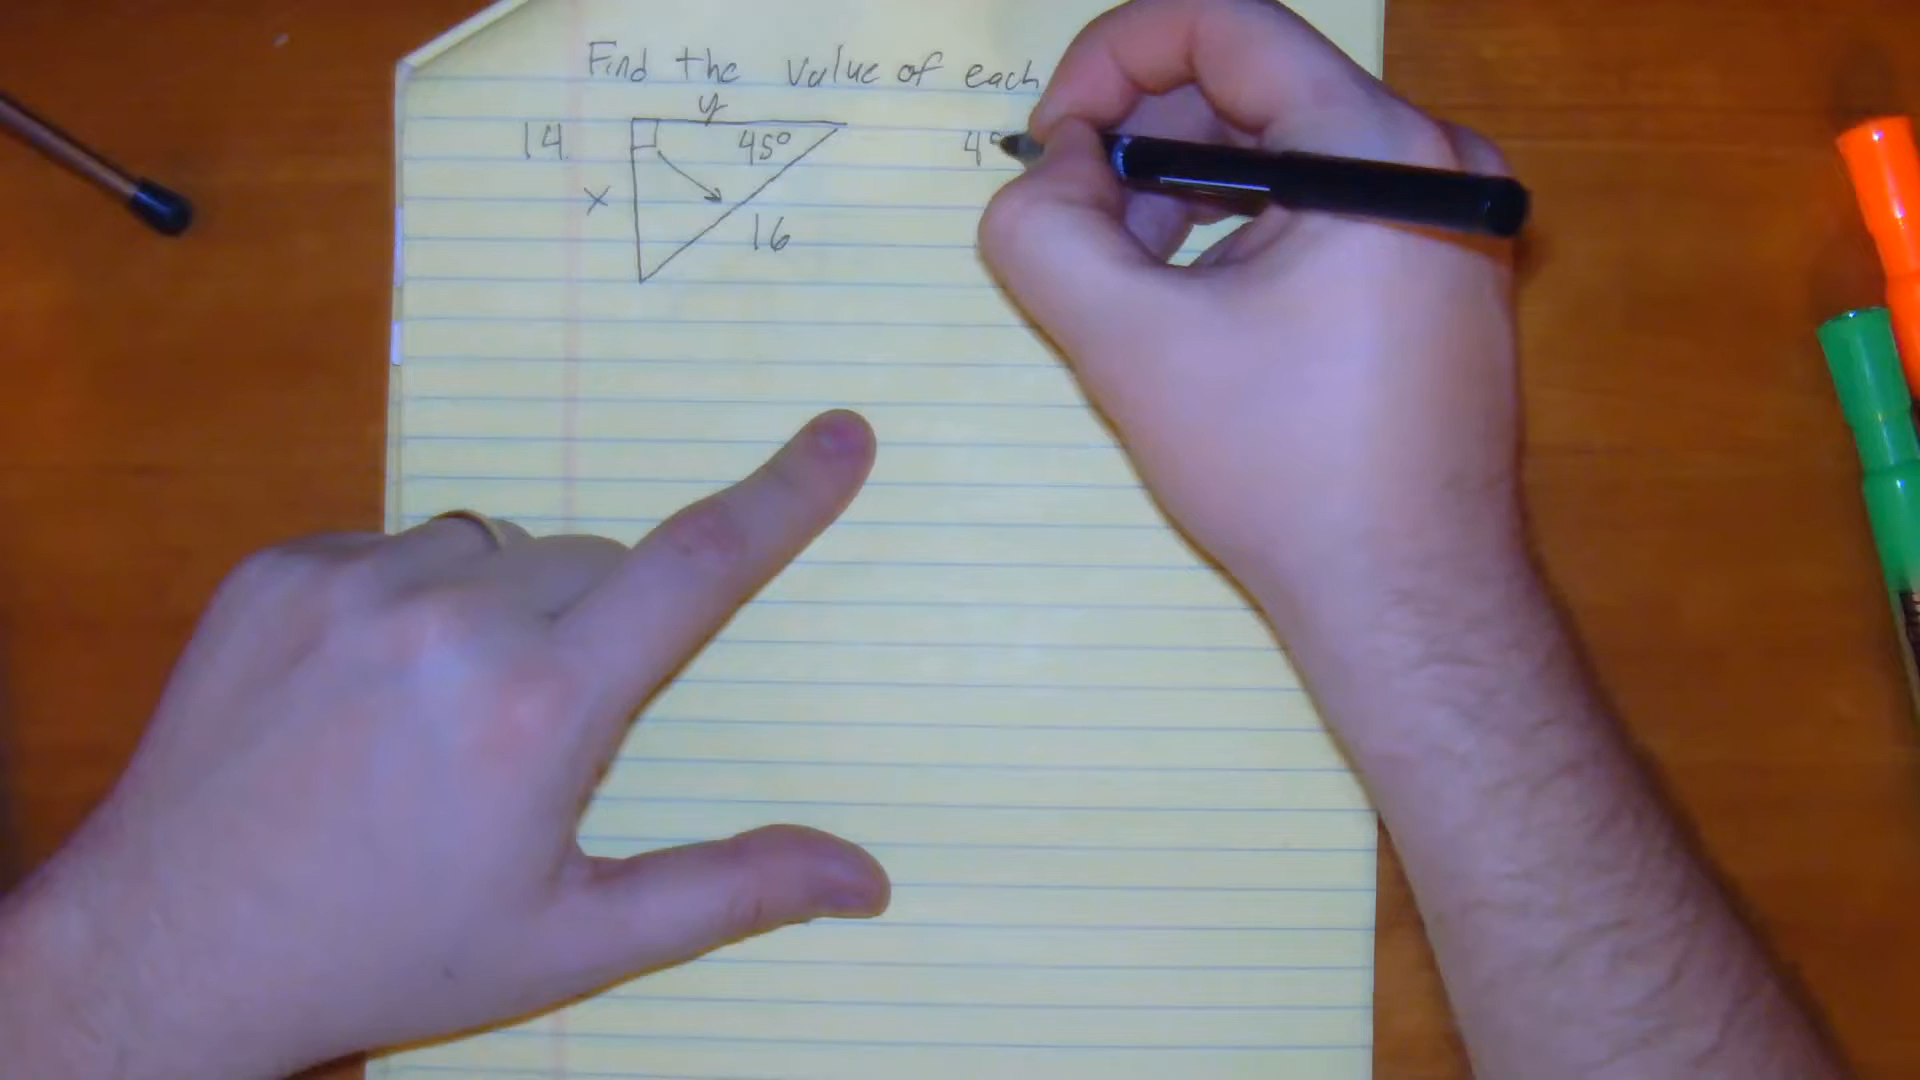 Find the value of each
y
14. 45°
x
16